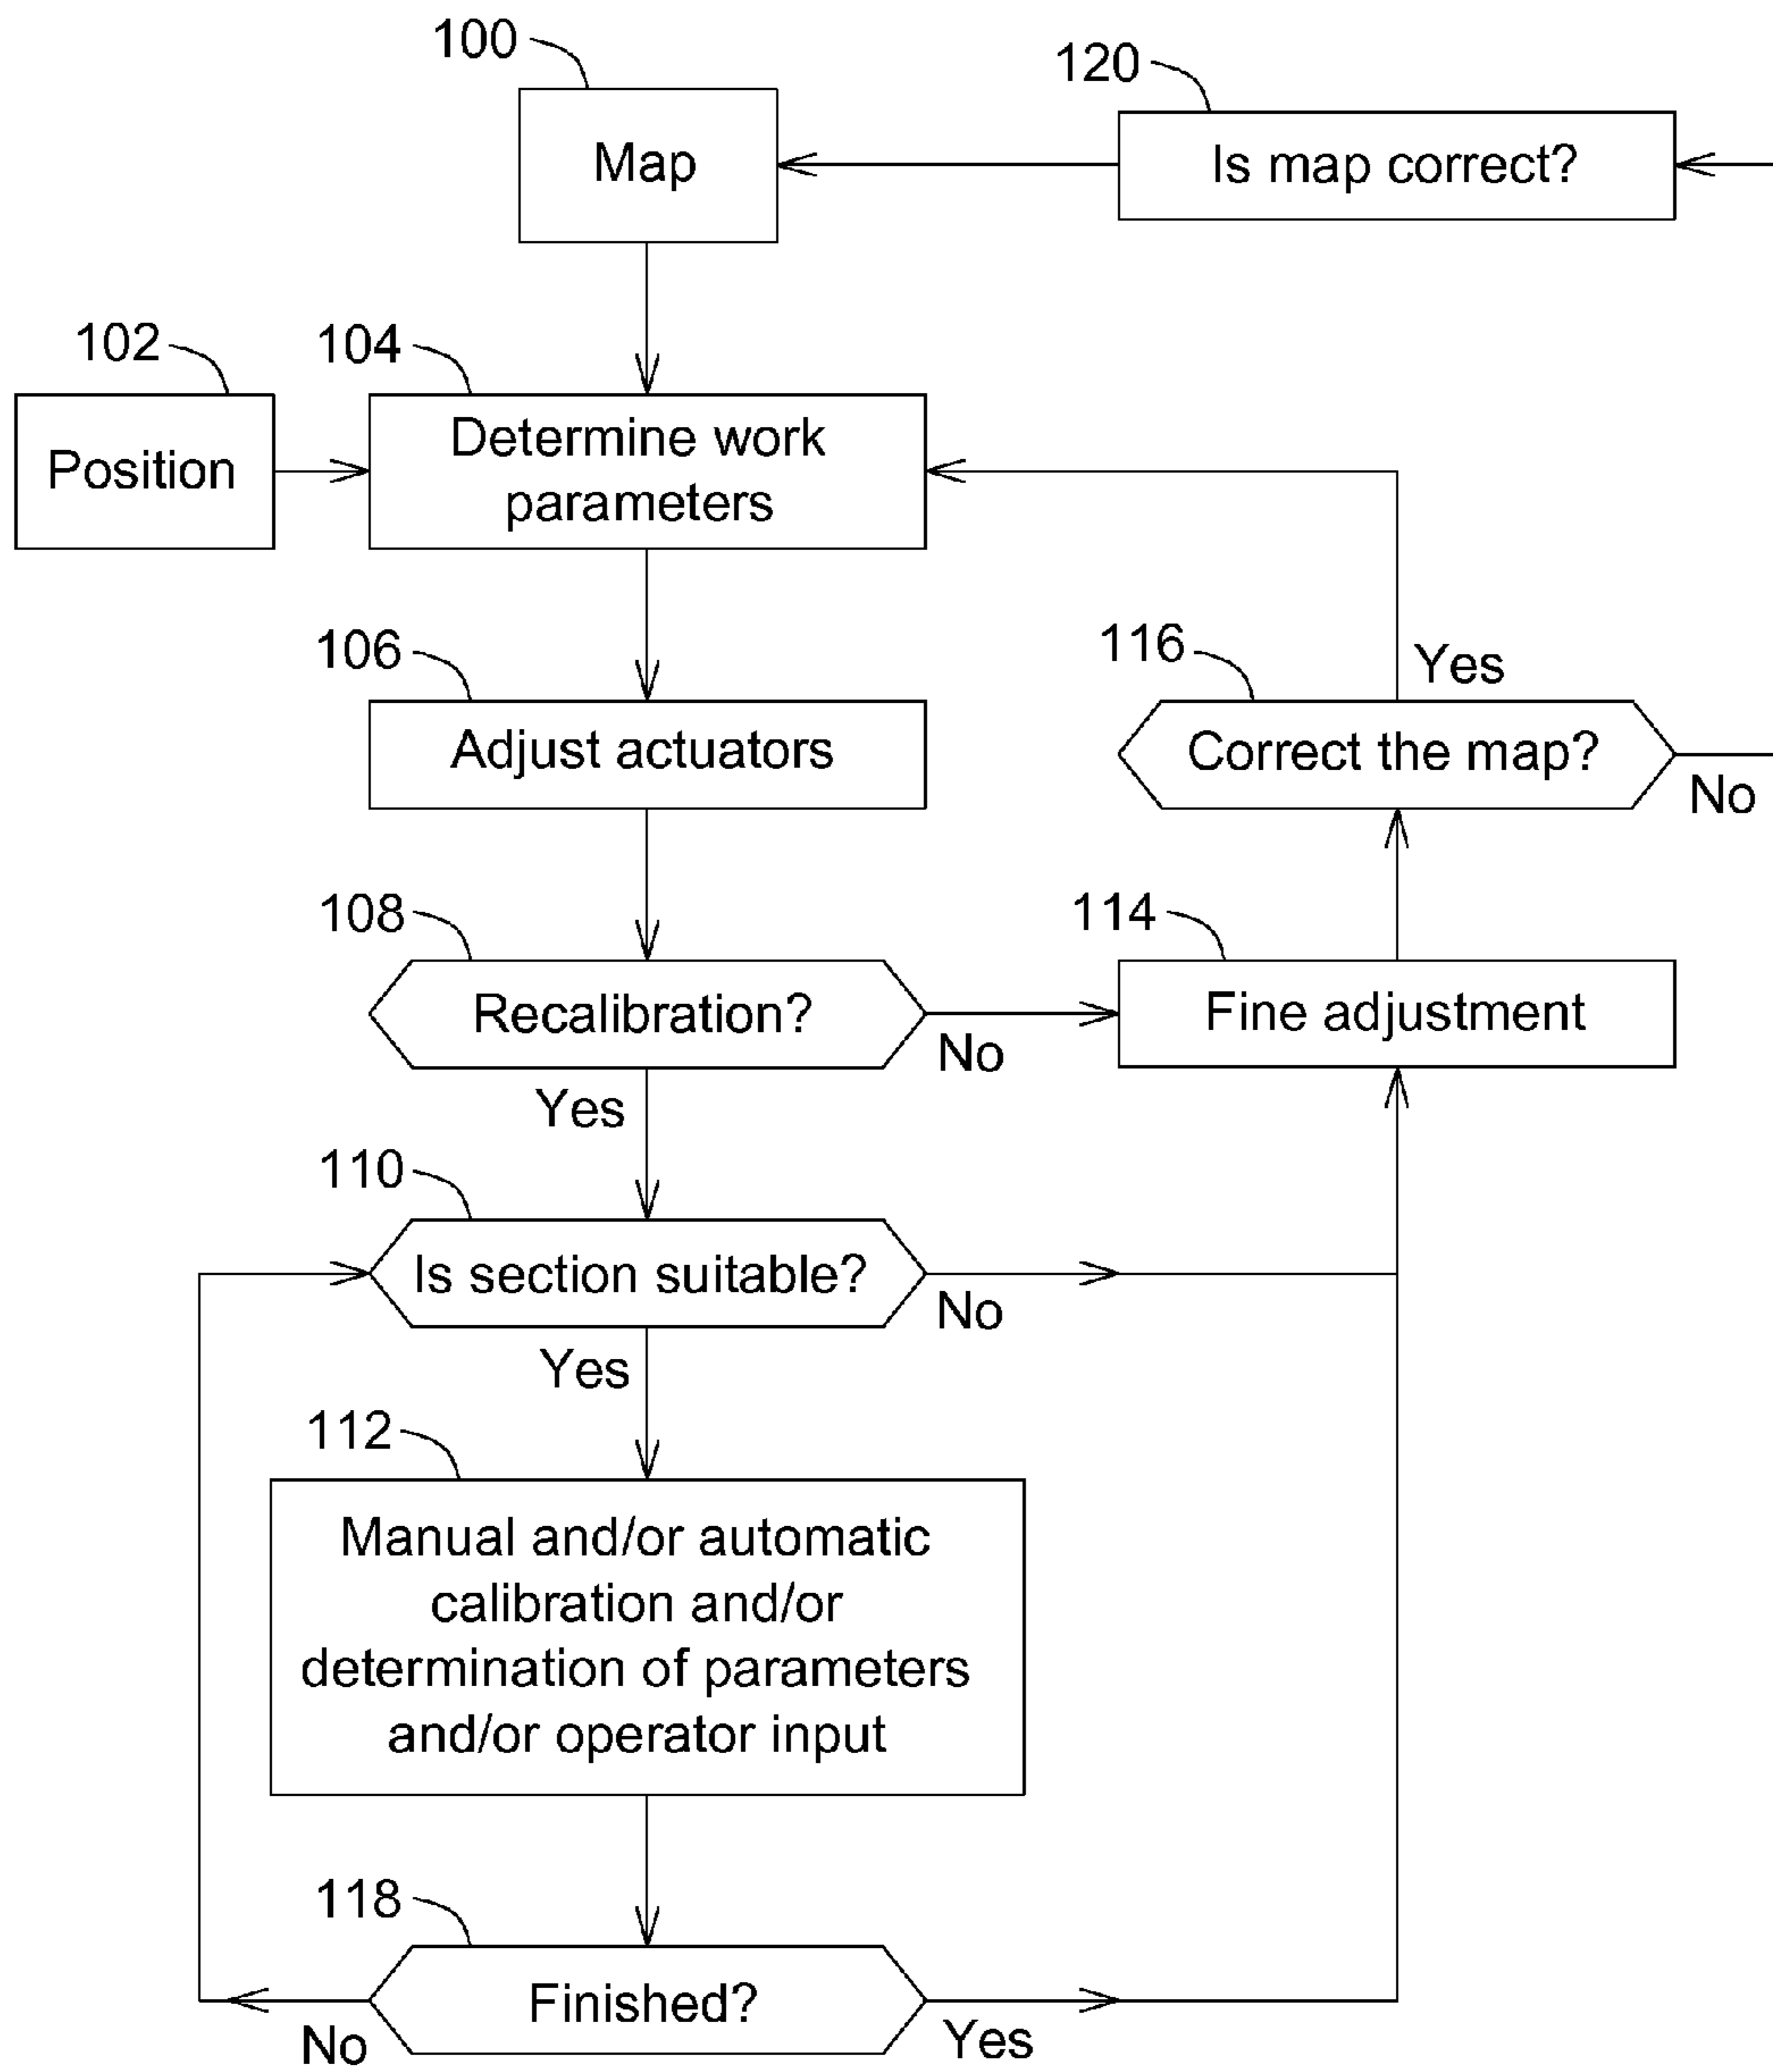 100
120
Map
Is map correct?
102
104
Position
Determine work
parameters
106
116
Yes
Adjust actuators
Correct the map?
No
108
114
Recalibration?
Fine adjustment
No
Yes
110
Is section suitable?
No
Yes
112
Manual and/or automatic
calibration and/or
determination of parameters
and/or operator input
118
Finished?
No
Yes